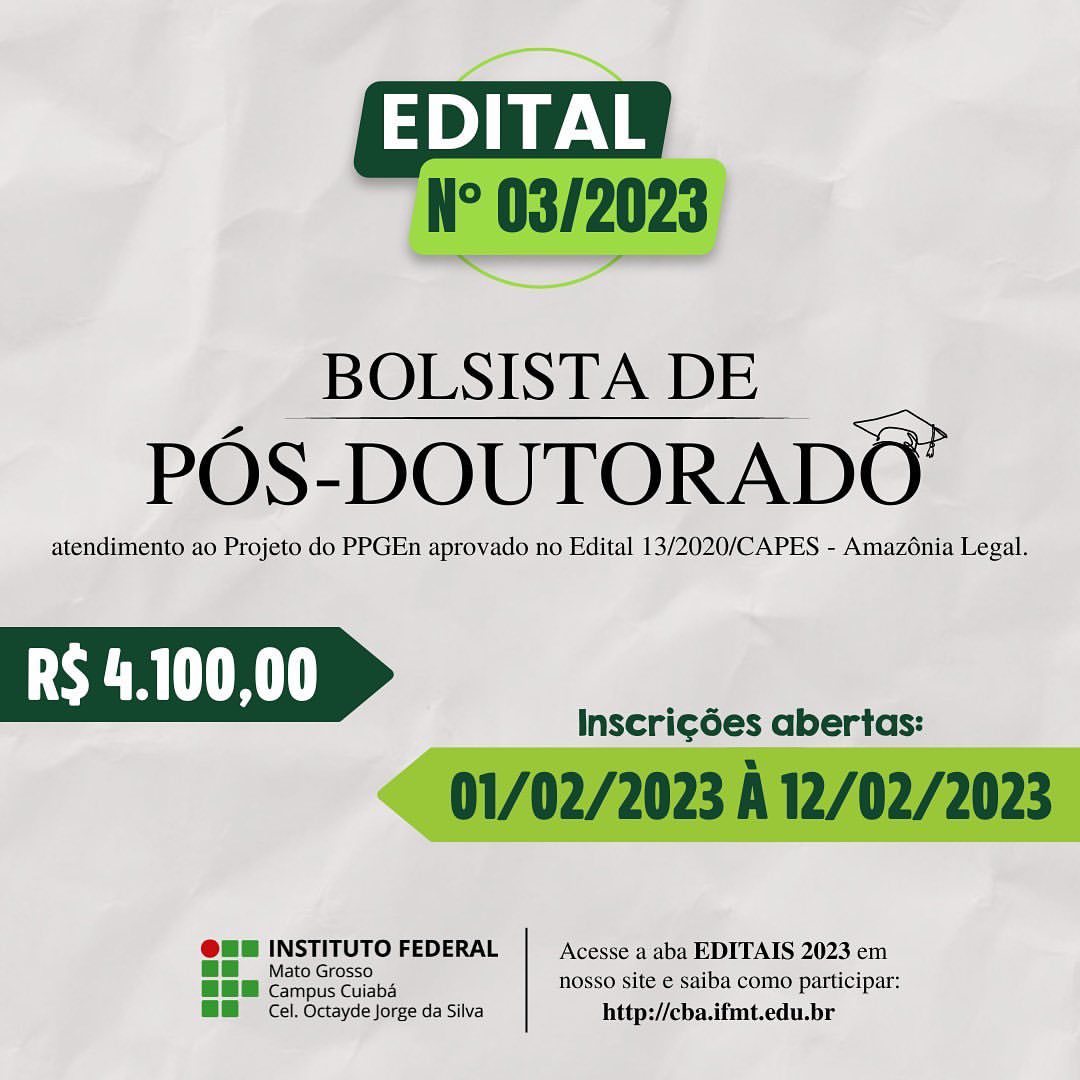 EDITAL
N° 03/2023
BOLSISTA DE
PÓS-DOUTORADO
atendimento ao Projeto do PPGEn aprovado no Edital 13/2020/CAPES - Amazônia Legal.
R$ 4.100,00
Inscrições abertas:
01/02/2023 À 12/02/2023
INSTITUTO FEDERAL
Mato Grosso
Campus Cuiabá
Cel. Octayde Jorge da Silva
Acesse a aba EDITAIS 2023 em
nosso site e saiba como participar:
http://cba.ifmt.edu.br